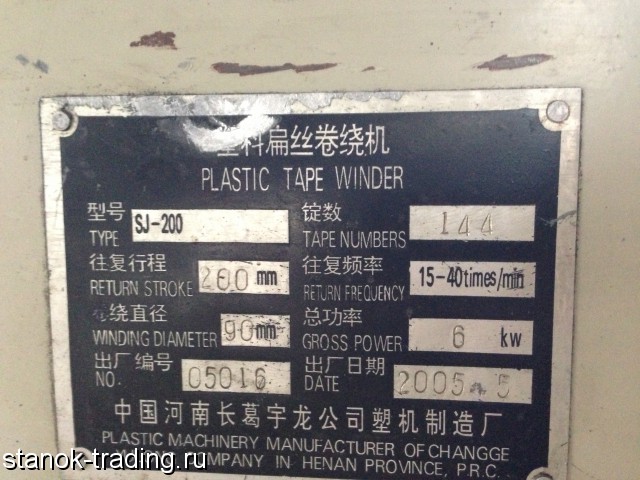 料扁丝卷绕机
PLASTIC TAPE WINDER
型号 TYPE SJ-200
锭数 TAPE NUMBERS 144
往复行程 RETURN STROKE 200 mm
往复频率 RETURN FREQUENCY 15-40times/min
卷绕直径 WINDING DIAMETER 90mm
总功率 GROSS POWER 6 kw
出厂编号 NO. 05016
出厂日期 DATE 2005.5
中国河南长葛宇龙公司塑机制造厂
PLASTIC MACHINERY MANUFACTURER OF CHANGGE
COMPANY IN HENAN PROVINCE, P.R.C.
stanok-trading.ru